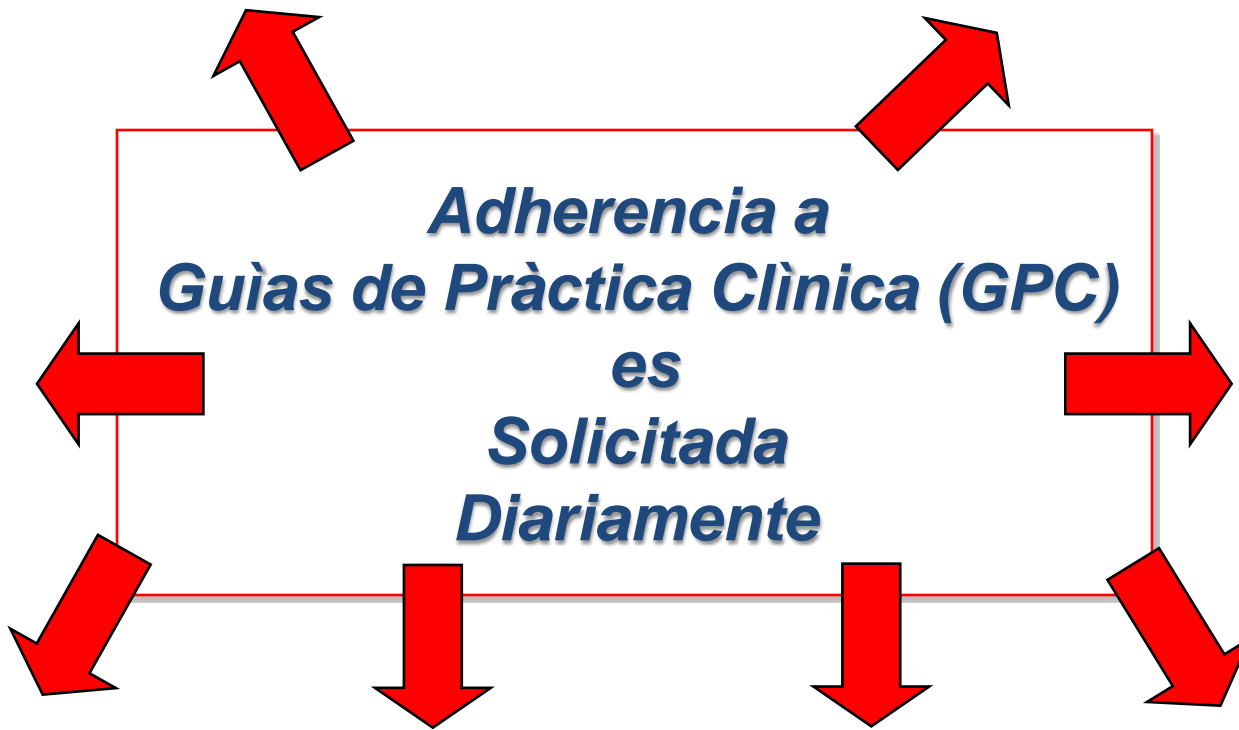 Adherencia a
Guìas de Pràctica Clìnica (GPC)
es
Solicitada
Diariamente